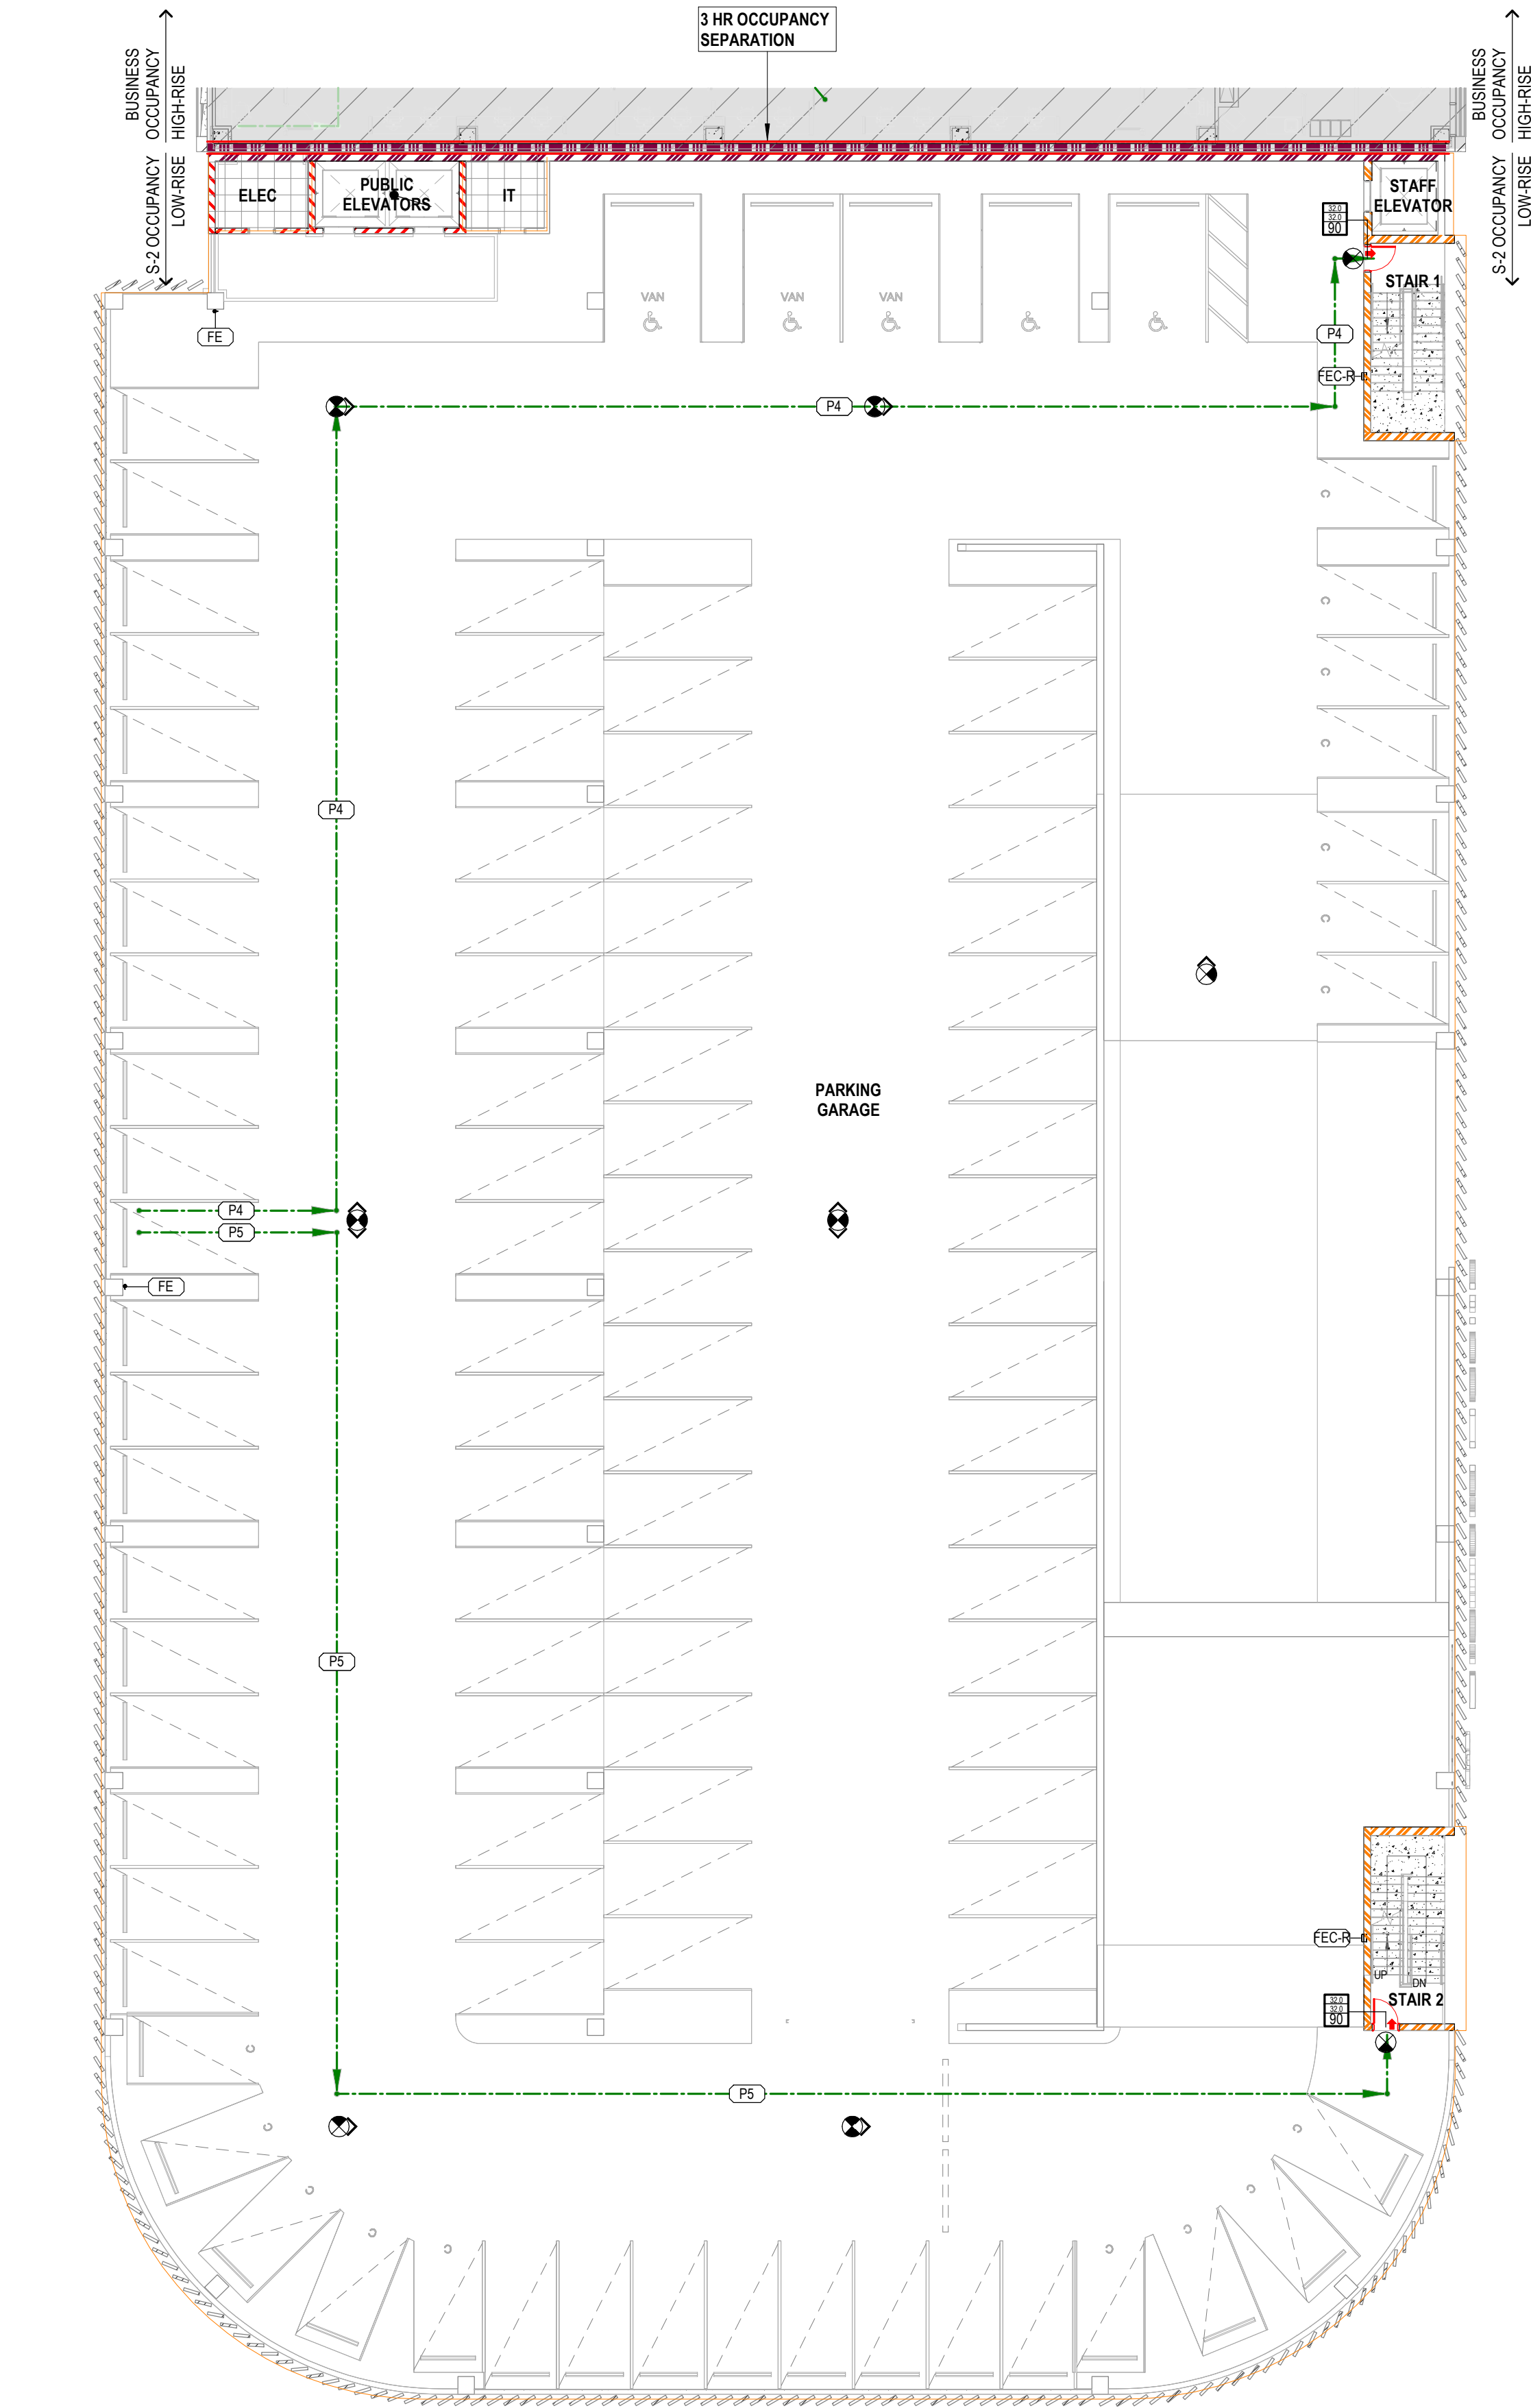 3 HR OCCUPANCY
SEPARATION
BUSINESS
OCCUPANCY
HIGH-RISE
S-2 OCCUPANCY
LOW-RISE
BUSINESS
OCCUPANCY
HIGH-RISE
S-2 OCCUPANCY
LOW-RISE
ELEC
PUBLIC
ELEVATORS
IT
STAFF
ELEVATOR
32.0
32.0
90
STAIR 1
VAN
VAN
VAN
FE
P4
FEC-R
P4
C
C
C
C
P4
C
C
C
PARKING
GARAGE
P4
P5
FE
P5
FEC-R
UP
DN
STAIR 2
32.0
32.0
90
P5
C
C
C
C
C
C
C
C
C